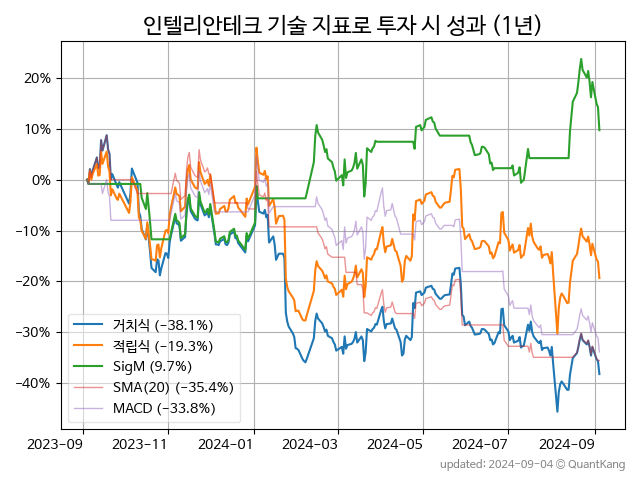 인텔리안테크 기술 지표로 투자 시 성과 (1년)
20%
10%
0%
−10%
−20%
−30%
−40%
거치식 (−38.1%)
적립식 (−19.3%)
SigM (9.7%)
SMA(20) (−35.4%)
MACD (−33.8%)
2023-09 2023-11 2024-01 2024-03 2024-05 2024-07 2024-09
updated: 2024-09-04 © QuantKang